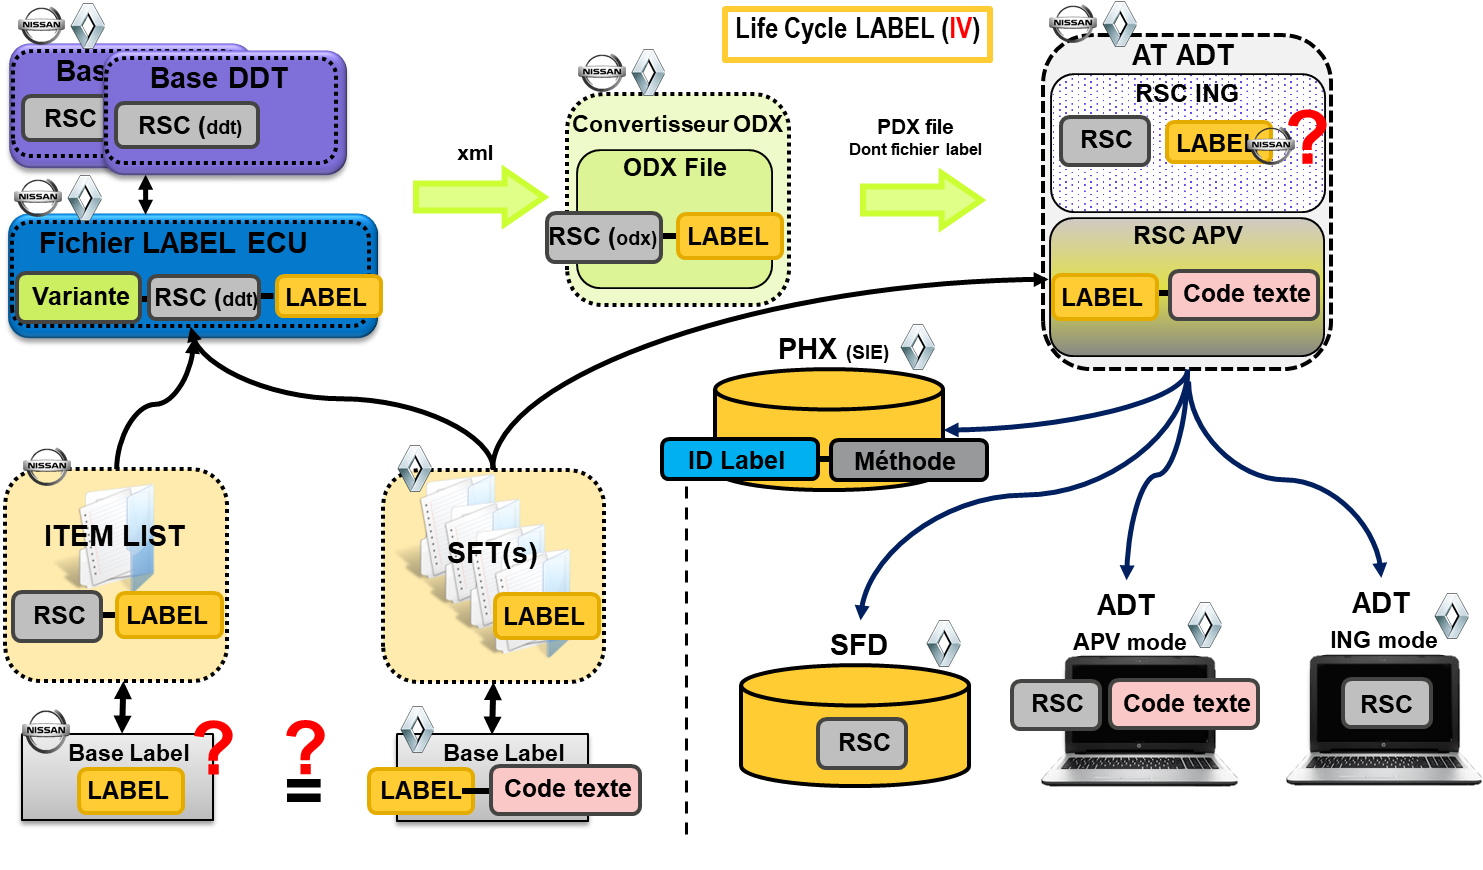 Life Cycle LABEL (IV)
NISSAN
NISSAN
NISSAN
Bas
Base DDT
RSC
RSC (ddt)
NISSAN
Fichier LABEL ECU
Variante
RSC (ddt)
LABEL
xml
Convertisseur ODX
ODX File
RSC (odx)
LABEL
PDX file
Dont fichier label
AT ADT
RSC ING
RSC
LABEL
NISSAN
?
RSC APV
LABEL
Code texte
PHX (SIE)
ID Label
Méthode
NISSAN
ITEM LIST
RSC
LABEL
SFT(s)
LABEL
NISSAN
Base Label
LABEL
?
?
=
Base Label
LABEL
Code texte
SFD
RSC
ADT
APV mode
RSC
Code texte
ADT
ING mode
RSC